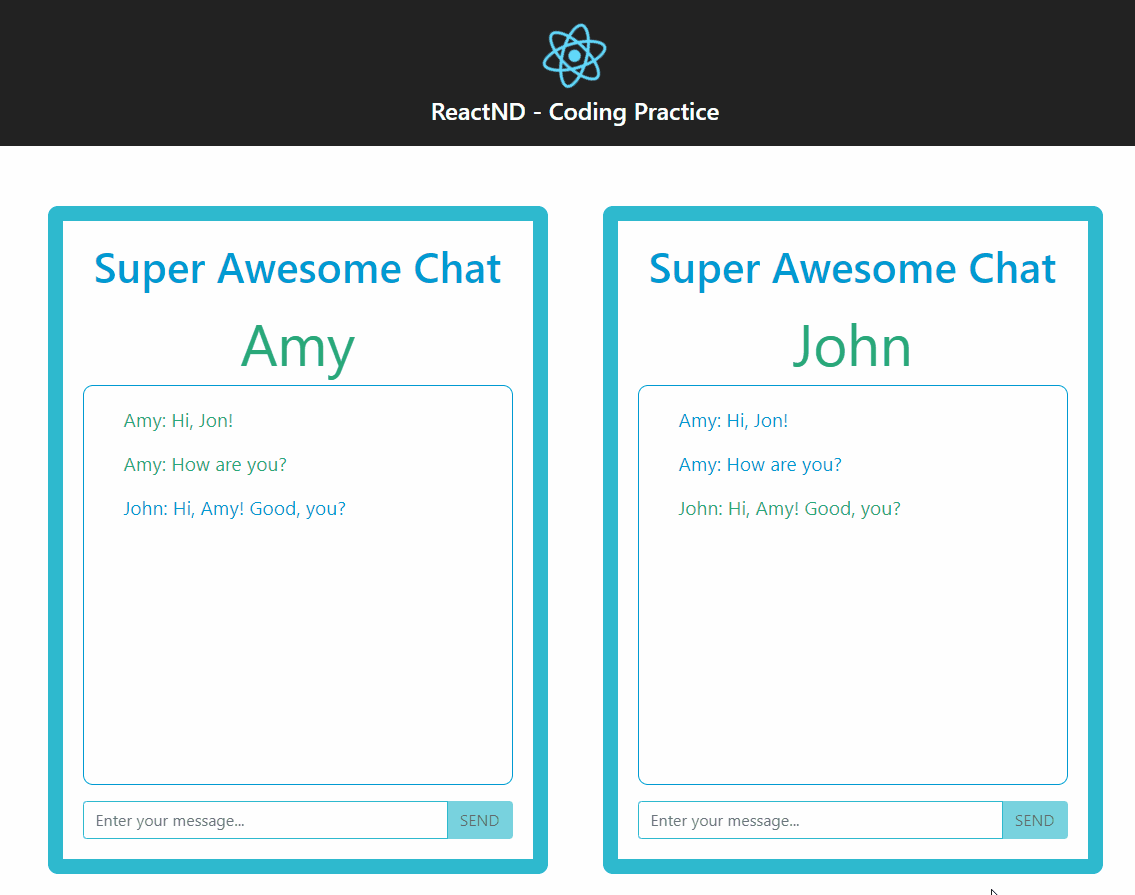 ReactND - Coding Practice
Super Awesome Chat
Amy
Amy: Hi, Jon!
Amy: How are you?
John: Hi, Amy! Good, you?
Enter your message...
SEND
Super Awesome Chat
John
Amy: Hi, Jon!
Amy: How are you?
John: Hi, Amy! Good, you?
Enter your message...
SEND